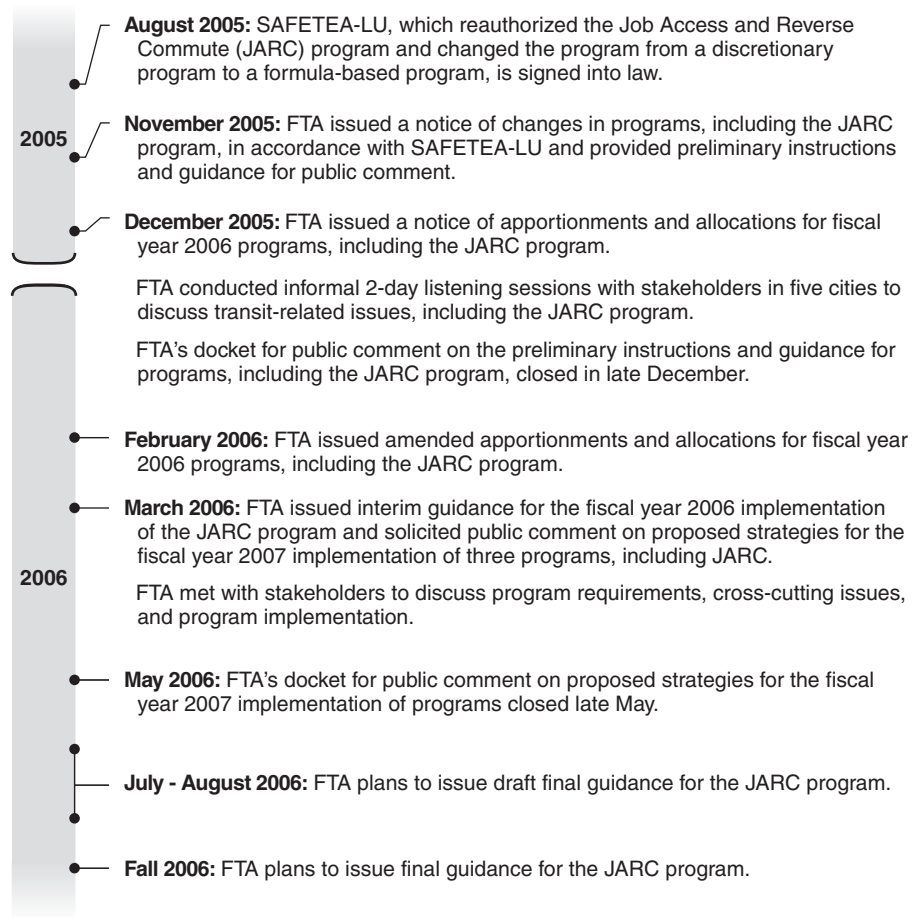 August 2005: SAFETEA-LU, which reauthorized the Job Access and Reverse
Commute (JARC) program and changed the program from a discretionary
program to a formula-based program, is signed into law.
2005
November 2005: FTA issued a notice of changes in programs, including the JARC
program, in accordance with SAFETEA-LU and provided preliminary instructions
and guidance for public comment.
December 2005: FTA issued a notice of apportionments and allocations for fiscal
year 2006 programs, including the JARC program.
FTA conducted informal 2-day listening sessions with stakeholders in five cities to
discuss transit-related issues, including the JARC program.
FTA's docket for public comment on the preliminary instructions and guidance for
programs, including the JARC program, closed in late December.
February 2006: FTA issued amended apportionments and allocations for fiscal year
2006 programs, including the JARC program.
March 2006: FTA issued interim guidance for the fiscal year 2006 implementation
of the JARC program and solicited public comment on proposed strategies for the
fiscal year 2007 implementation of three programs, including JARC.
2006
FTA met with stakeholders to discuss program requirements, cross-cutting issues,
and program implementation.
May 2006: FTA's docket for public comment on proposed strategies for the fiscal
year 2007 implementation of programs closed late May.
July - August 2006: FTA plans to issue draft final guidance for the JARC program.
Fall 2006: FTA plans to issue final guidance for the JARC program.